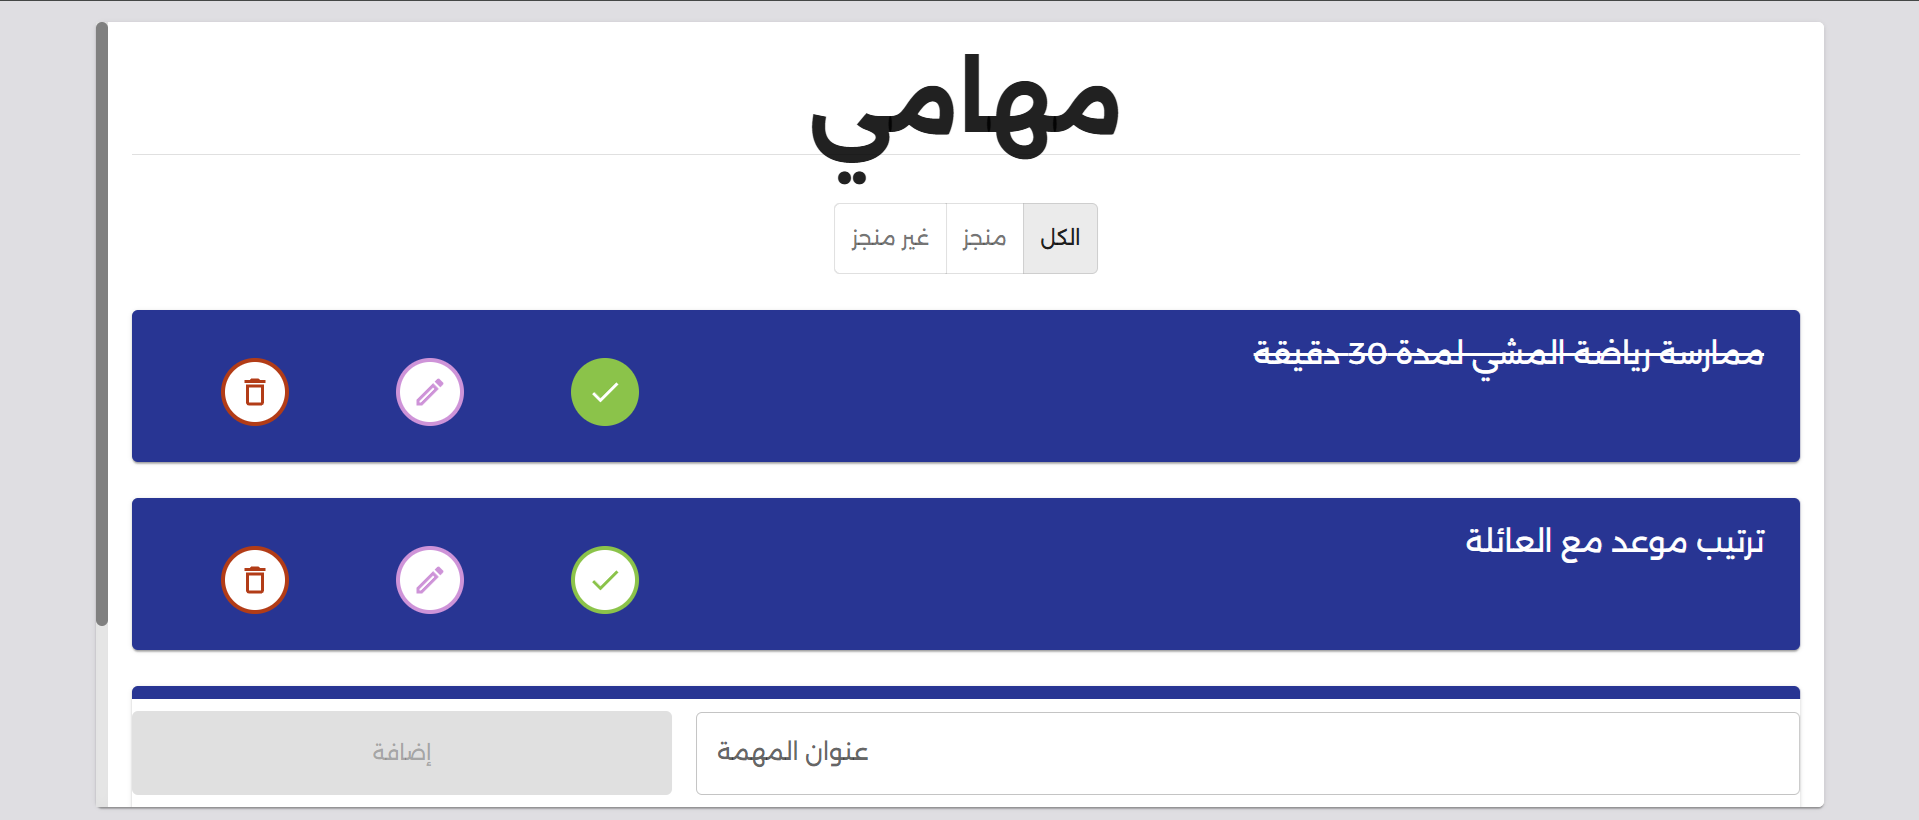 مهامي
الكل منجز غير منجز
ممارسة رياضة المشي لمدة 30 دقيقة
ترتيب موعد مع العائلة
عنوان المهمة إضافة